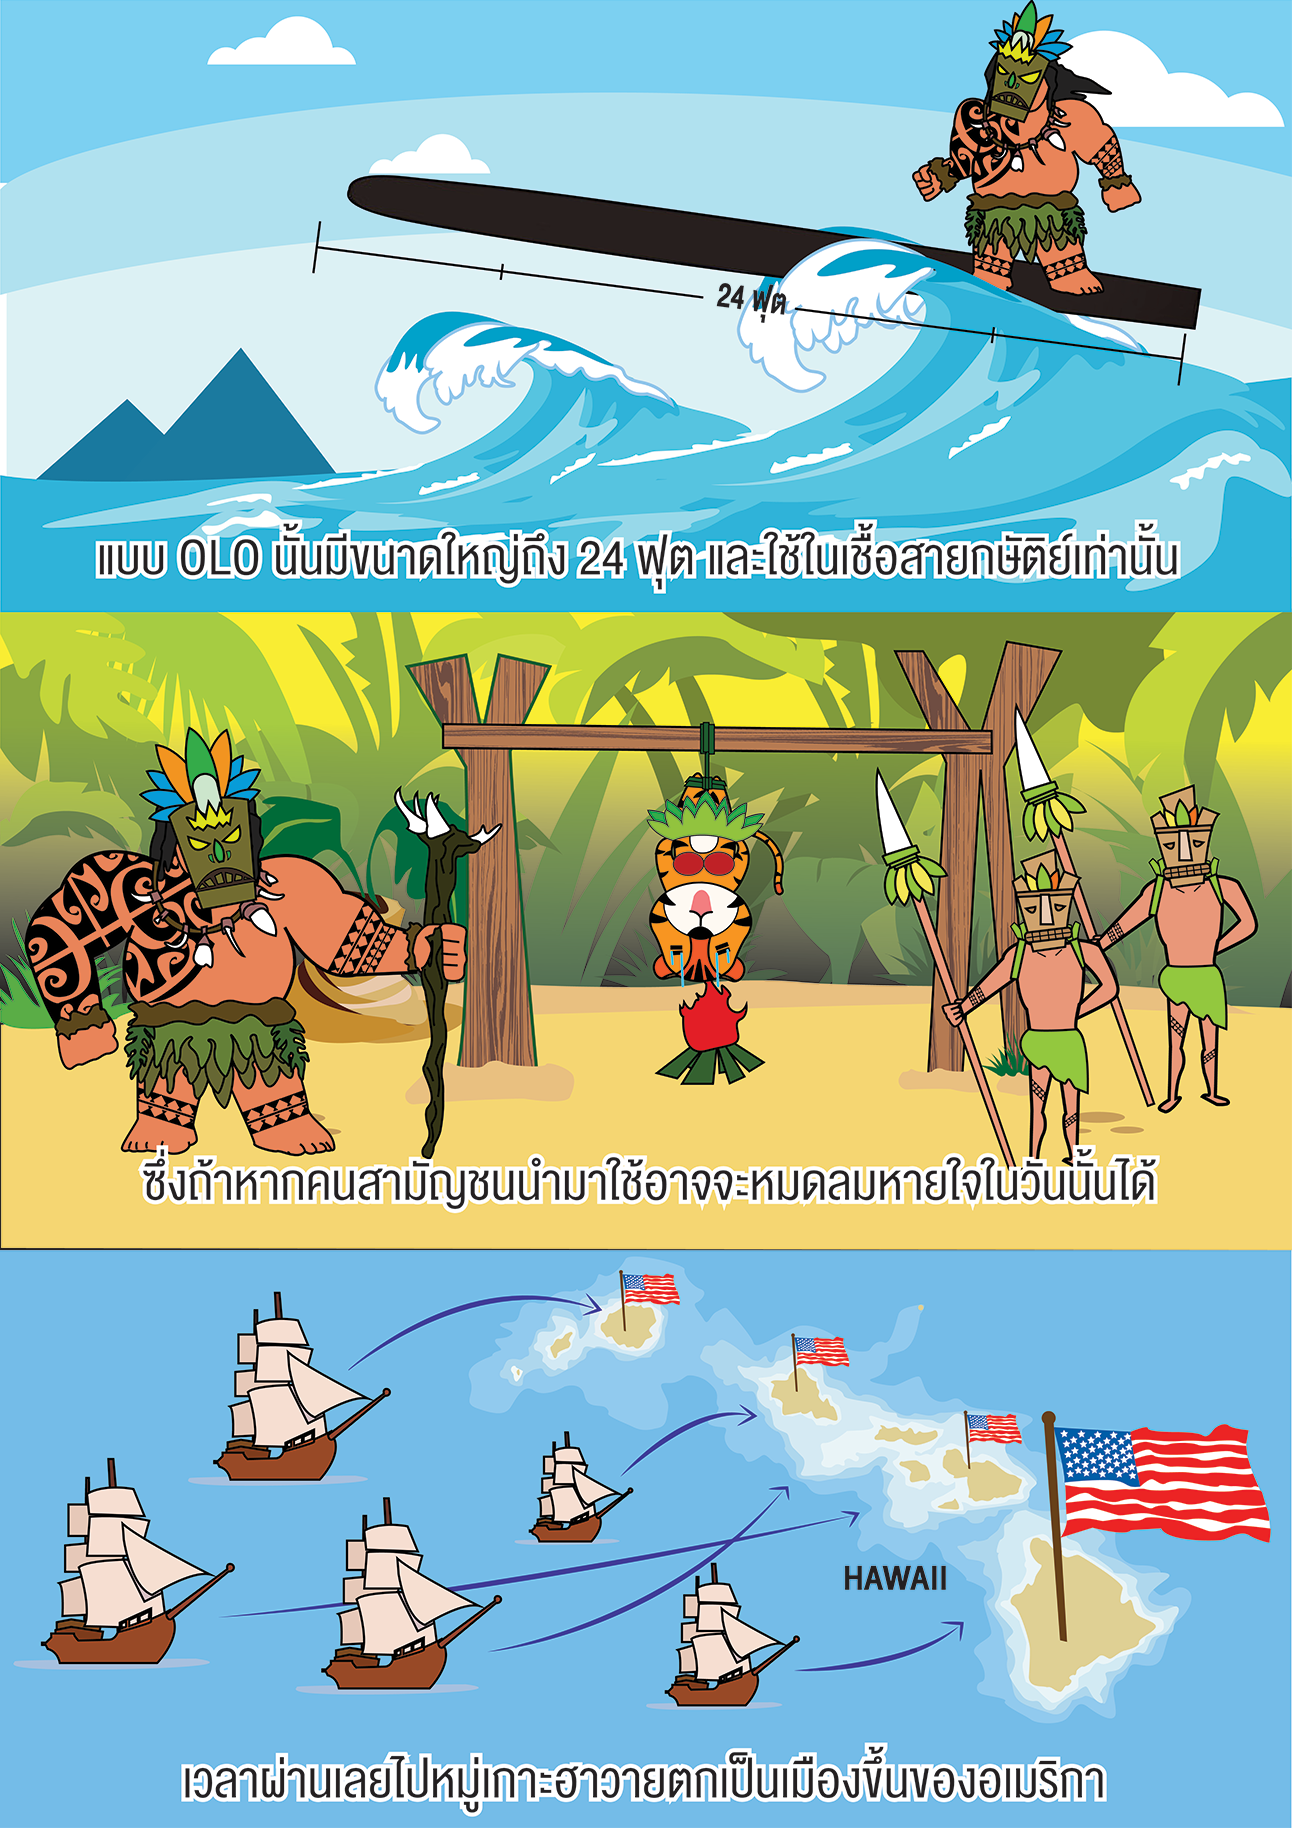 24 ฟุต
แบบ OLO นั้นมีขนาดใหญ่ถึง 24 ฟุต และใช้ในเชื้อสายกษัติย์เท่านั้น
ซึ่งถ้าหากคนสามัญชนนำมาใช้อาจจะหมดลมหายใจในวันนั้นได้
HAWAII
เวลาผ่านเลยไปหมู่เกาะฮาวายตกเป็นเมืองขึ้นของอเมริกา